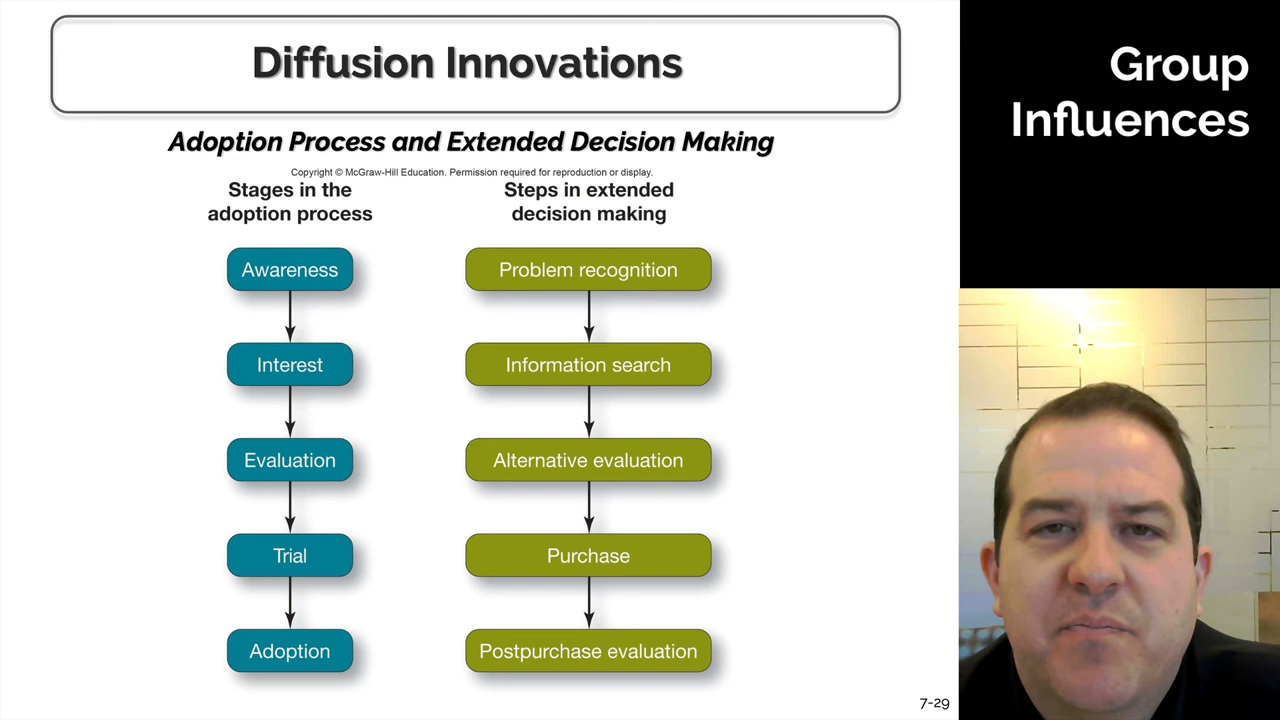 Diffusion Innovations
Adoption Process and Extended Decision Making
Copyright © McGraw-Hill Education. Permission required for reproduction or display.
Stages in the
adoption process
Awareness
Interest
Evaluation
Trial
Adoption
Steps in extended
decision making
Problem recognition
Information search
Alternative evaluation
Purchase
Postpurchase evaluation
7-29
Group
Influences